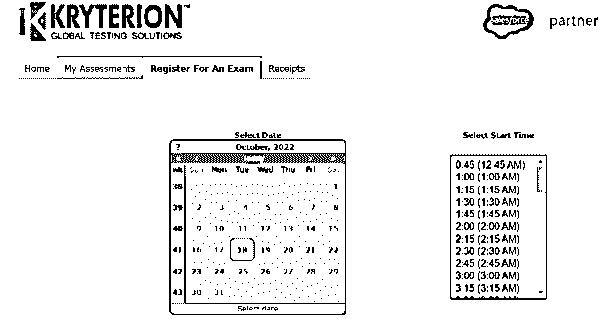 KRYTERION™
GLOBAL TESTING SOLUTIONS
salesforce partner
Home My Assessments Register For An Exam Receipts
Select Date
Select Start Time
? October, 2022
Today
wk Sun Mon Tue Wed Thu Fri Sat
38 1
39 2 3 4 5 6 7 8
40 9 10 11 12 13 14 15
41 16 17 18 19 20 21 22
42 23 24 25 26 27 28 29
43 30 31
Select date
0:45 (12:45 AM)
1:00 (1:00 AM)
1:15 (1:15 AM)
1:30 (1:30 AM)
1:45 (1:45 AM)
2:00 (2:00 AM)
2:15 (2:15 AM)
2:30 (2:30 AM)
2:45 (2:45 AM)
3:00 (3:00 AM)
3:15 (3:15 AM)